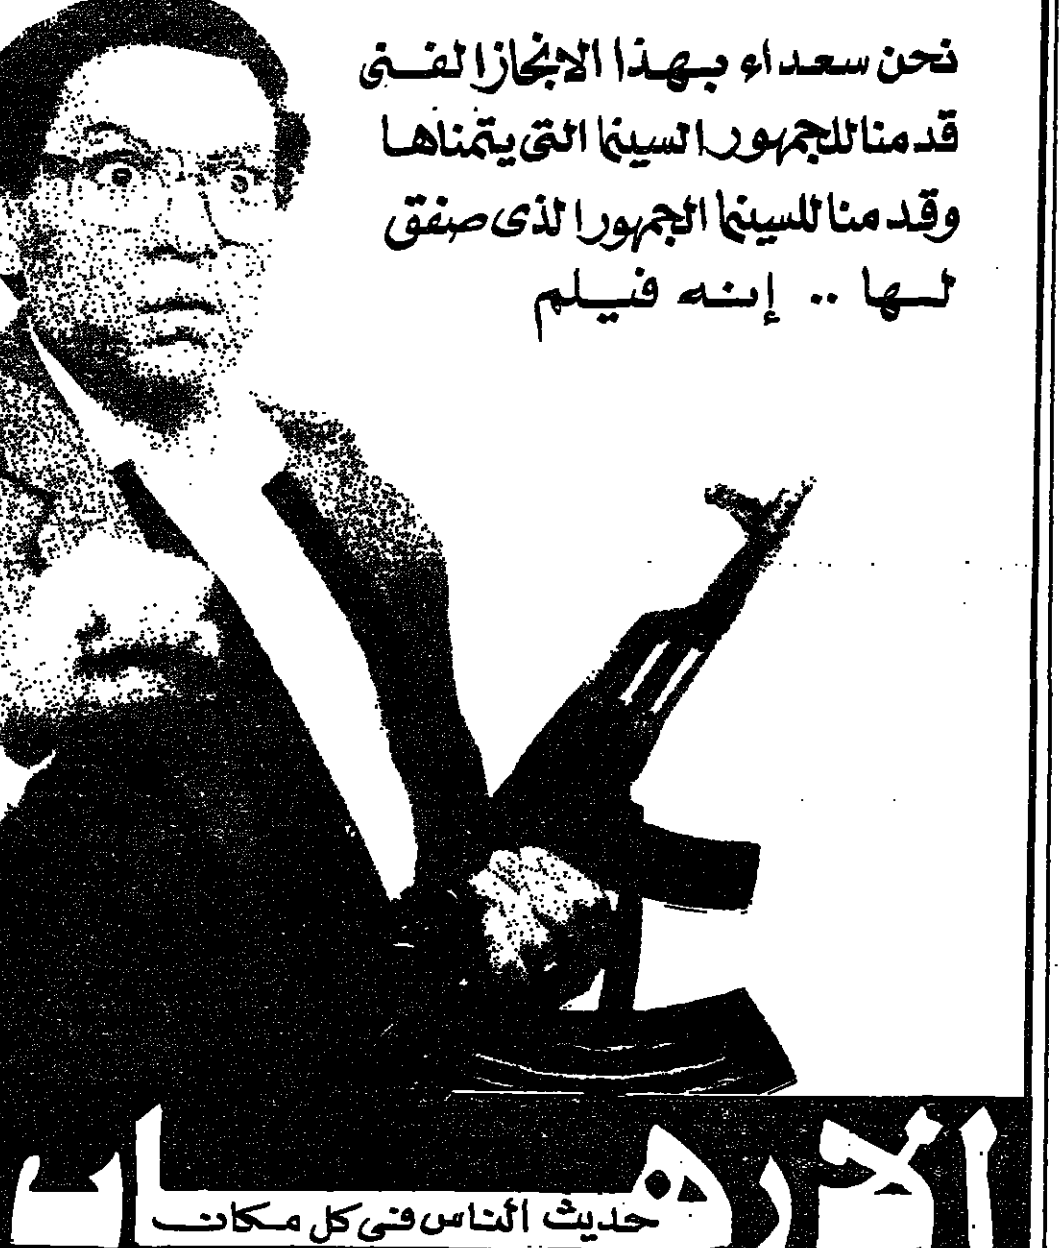 نحن سعداء بهذا الانجاز الفنى
قدمنا للجمهور السينما التى يتمناها
وقدمنا للسينما الجمهور الذى صفق
لها .. إنه فيلم
حديث الناس فى كل مكان